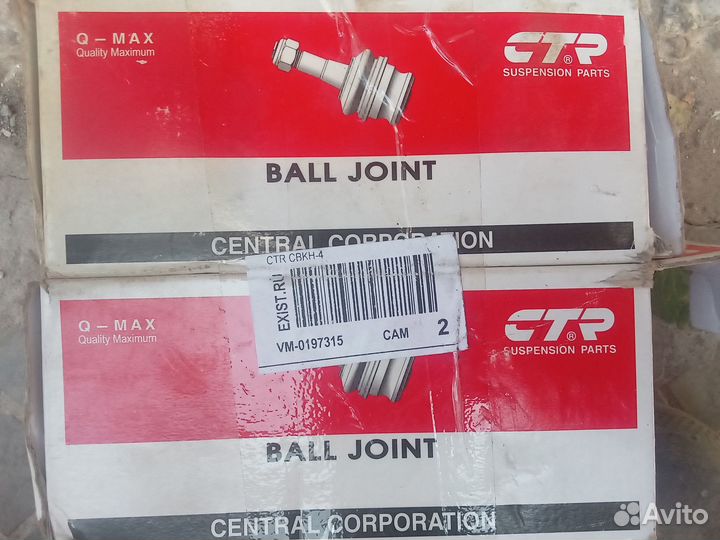 Q – MAX
Quality Maximum
CTR
®
SUSPENSION PARTS
BALL JOINT
CENTRAL CORPORATION
CTR CBKH-4
EXIST.RU
VM-0197315 CAM 2
Q – MAX
Quality Maximum
CTR
®
SUSPENSION PARTS
BALL JOINT
CENTRAL CORPORATION
Avito